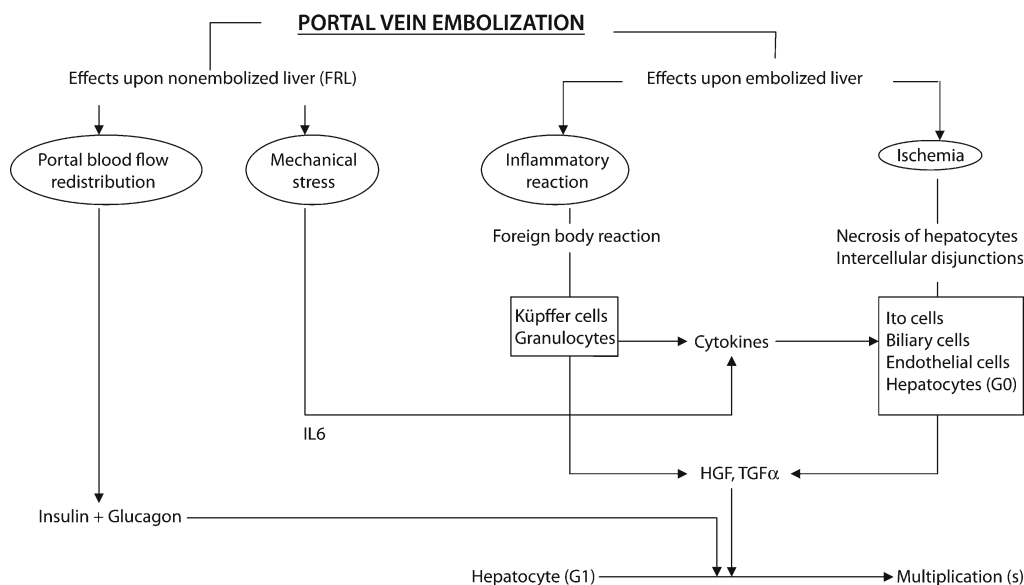 PORTAL VEIN EMBOLIZATION
Effects upon nonembolized liver (FRL)
Effects upon embolized liver
Portal blood flow
redistribution
Mechanical
stress
Inflammatory
reaction
Ischemia
Foreign body reaction
Necrosis of hepatocytes
Intercellular disjunctions
Küpffer cells
Granulocytes
Cytokines
Ito cells
Biliary cells
Endothelial cells
Hepatocytes (G0)
IL6
HGF, TGFα
Insulin + Glucagon
Hepatocyte (G1)
Multiplication (s)